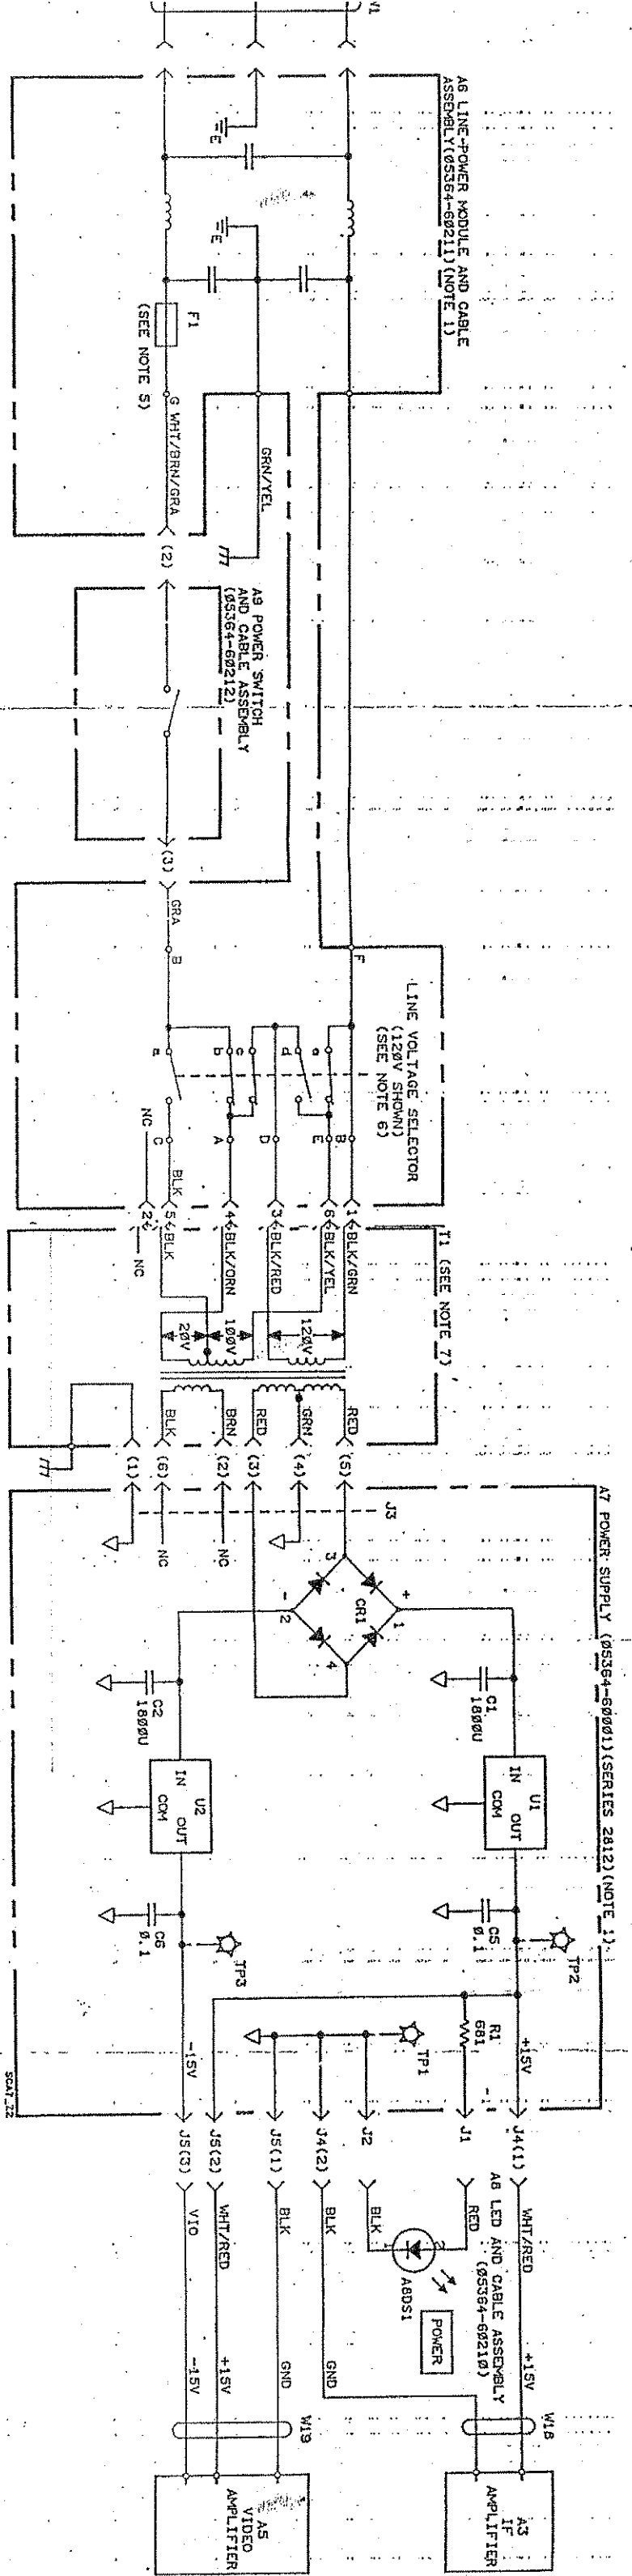 W1
A6 LINE-POWER MODULE AND CABLE
ASSEMBLY(05364-60211)(NOTE 1)
E
E
F1
(SEE NOTE 5)
G
WHT/BRN/GRA
GRN/YEL
(2)
A9 POWER SWITCH
AND CABLE ASSEMBLY
(05364-60212)
(3)
GRA
B
F
LINE VOLTAGE SELECTOR
(120V SHOWN)
(SEE NOTE 6)
a
d
c
b
e
B
E
D
A
C
NC
BLK
1
6
3
4
5
2
T1 (SEE NOTE 7)
BLK/GRN
BLK/YEL
BLK/RED
BLK/ORN
BLK
NC
120V
100V
20V
RED
GRN
RED
BRN
BLK
(5)
(4)
(3)
(2)
(6)
(1)
J3
NC
NC
A7 POWER SUPPLY (05364-60001)(SERIES 2812)(NOTE 1)
3
+
1
CR1
-
2
4
C1
1800U
C2
1800U
U1
IN
OUT
COM
U2
IN
OUT
COM
C5
0.1
C6
0.1
TP2
TP3
TP1
R1
681
+15V
-15V
SCAT_22
J4(1)
J1
J2
J4(2)
J5(1)
J5(2)
J5(3)
A8 LED AND CABLE ASSEMBLY
(05364-60210)
WHT/RED
RED
BLK
BLK
BLK
WHT/RED
VIO
2
1
A8DS1
POWER
+15V
GND
GND
+15V
-15V
W18
W19
A3
IF
AMPLIFIER
A5
VIDEO
AMPLIFIER